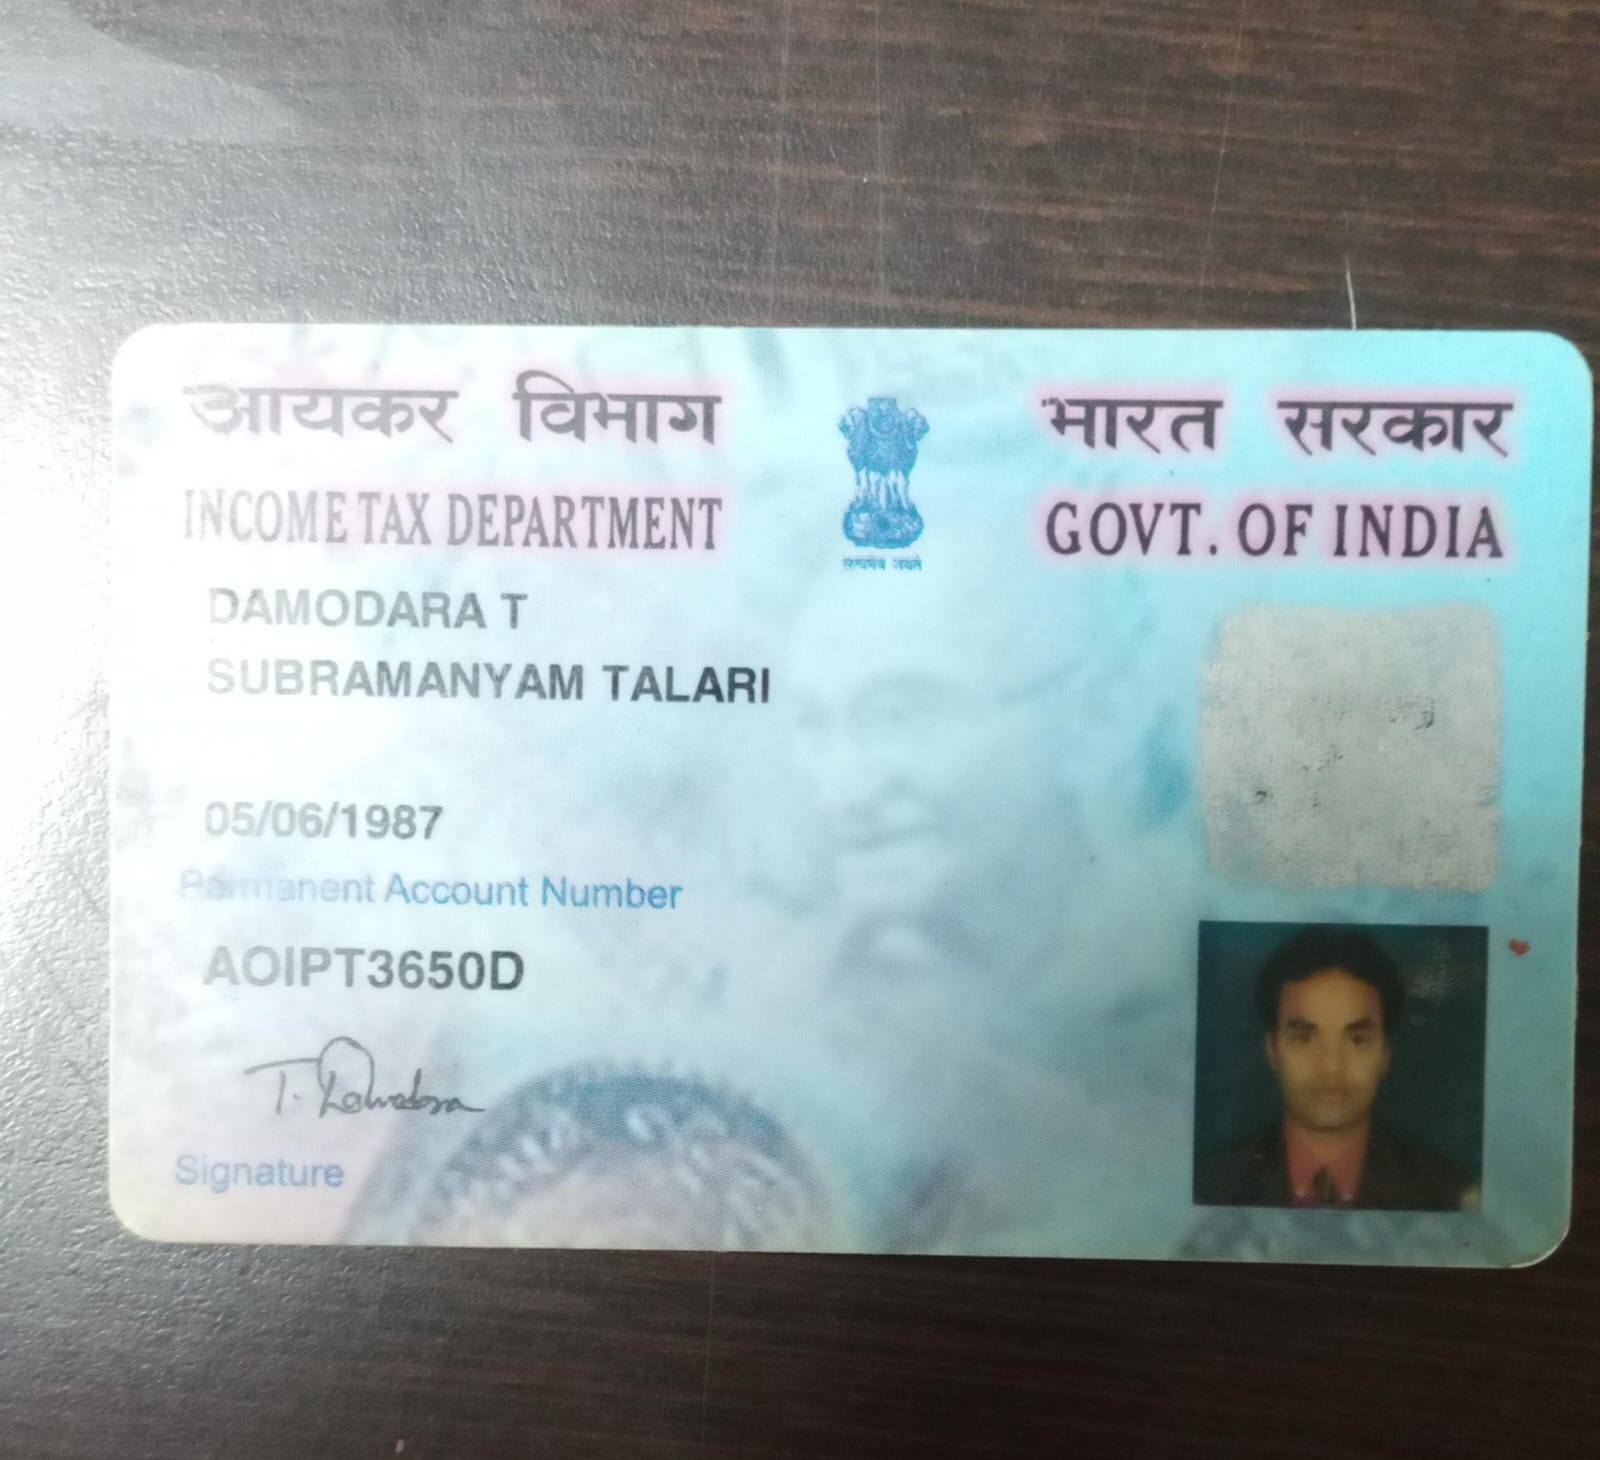 आयकर विभाग
INCOME TAX DEPARTMENT
भारत सरकार
GOVT. OF INDIA
सत्यमेव जयते
DAMODARA T
SUBRAMANYAM TALARI
05/06/1987
Permanent Account Number
AOIPT3650D
T. Damodara
Signature